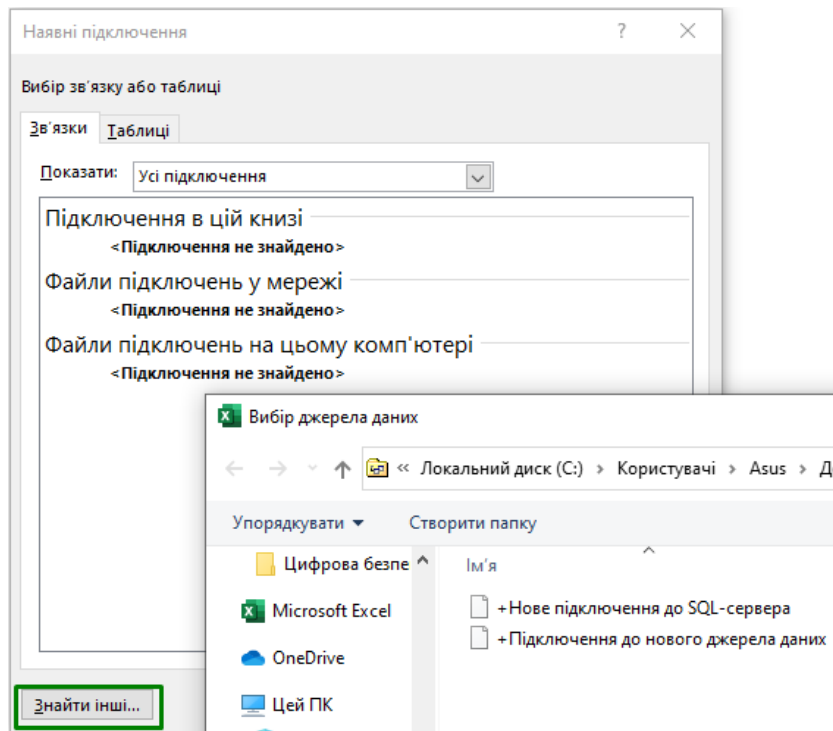 Наявні підключення
Вибір зв'язку або таблиці
Зв'язки Таблиці
Показати: Усі підключення
Підключення в цій книзі
<Підключення не знайдено>
Файли підключень у мережі
<Підключення не знайдено>
Файли підключень на цьому комп'ютері
<Підключення не знайдено>
Вибір джерела даних
« Локальний диск (C:) › Користувачі › Asus ›
Упорядкувати Створити папку
Цифрова безпе
Microsoft Excel
OneDrive
Цей ПК
Ім'я
+Нове підключення до SQL-сервера
+Підключення до нового джерела даних
Знайти інші...